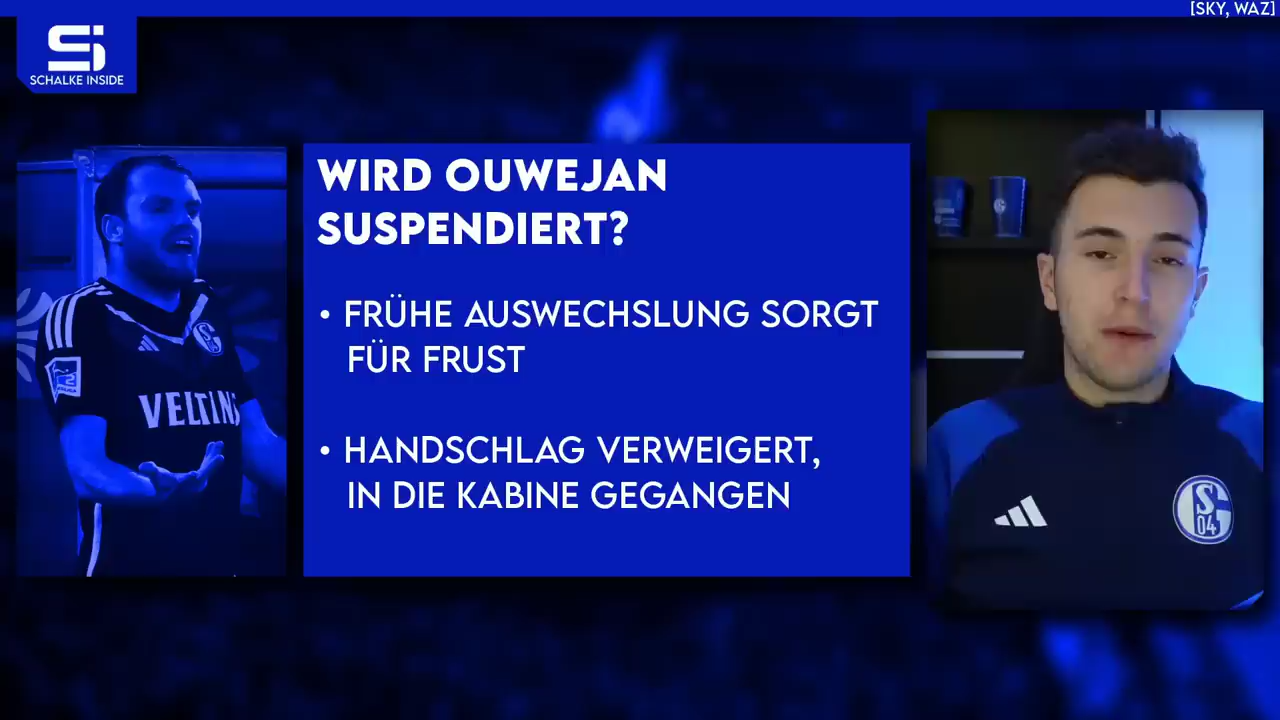 [SKY, WAZ]
SCHALKE INSIDE
WIRD OUWEJAN
SUSPENDIERT?
• FRÜHE AUSWECHSLUNG SORGT
FÜR FRUST
• HANDSCHLAG VERWEIGERT,
IN DIE KABINE GEGANGEN
VELTINS
S
04